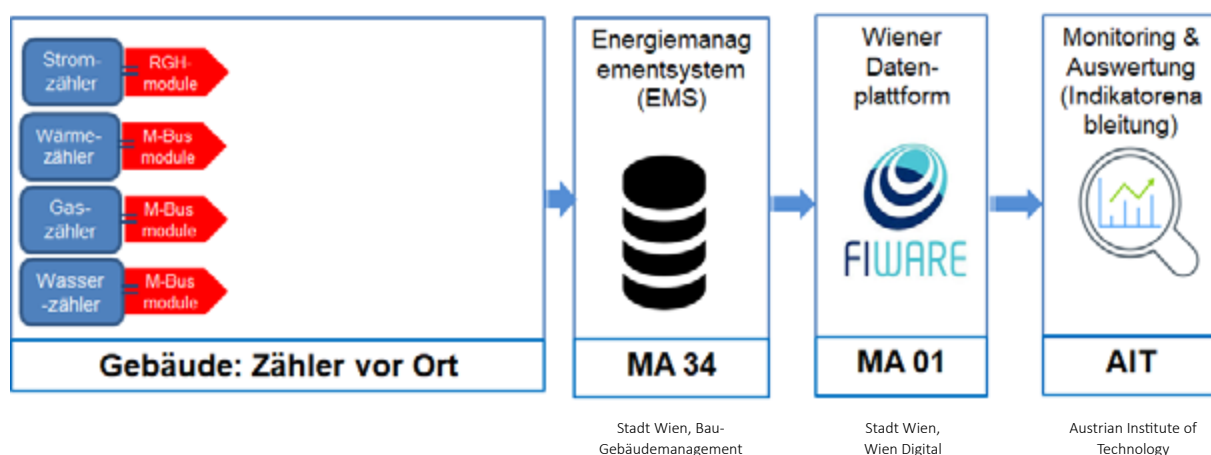 Strom-
zähler
RGH-
module
Wärme-
zähler
M-Bus
module
Gas-
zähler
M-Bus
module
Wasser
-zähler
M-Bus
module
Gebäude: Zähler vor Ort
Energiemanag
ementsystem
(EMS)
MA 34
Stadt Wien, Bau-
Gebäudemanagement
Wiener
Daten-
plattform
FIWARE
MA 01
Stadt Wien,
Wien Digital
Monitoring &
Auswertung
(Indikatorena
bleitung)
AIT
Austrian Institute of
Technology